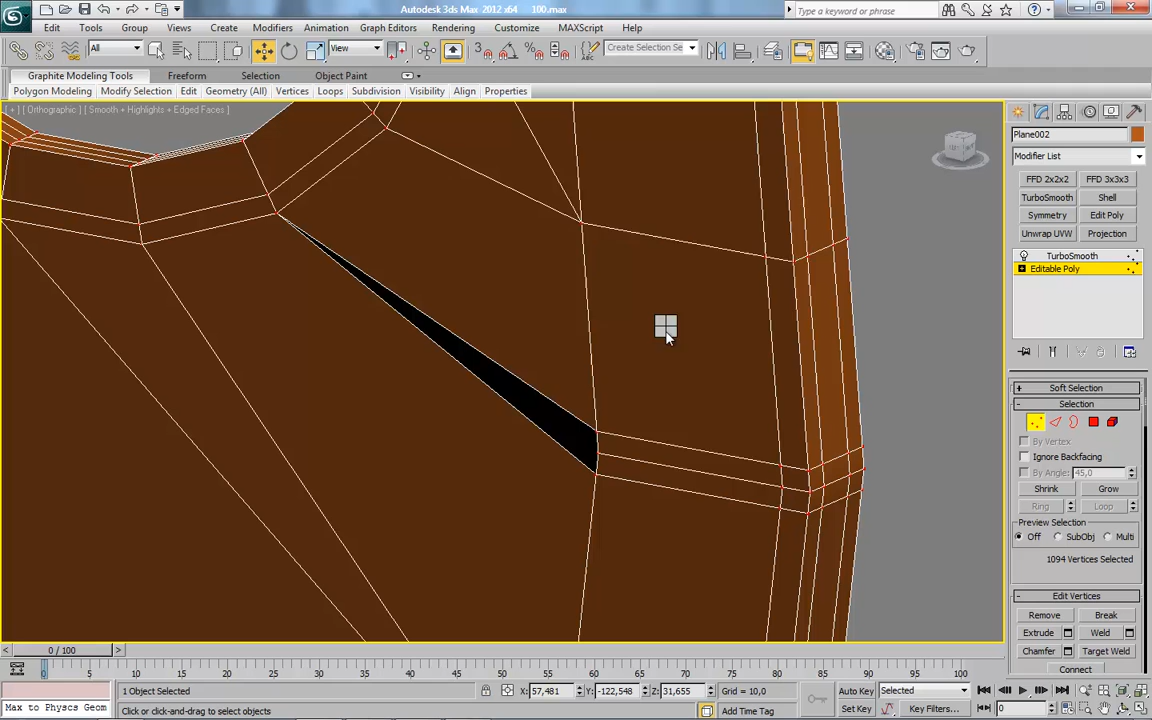 Autodesk 3ds Max 2012 x64 100.max
Type a keyword or phrase
Edit Tools Group Views Create Modifiers Animation Graph Editors Rendering Customize MAXScript Help
All View Create Selection Se
Graphite Modeling Tools Freeform Selection Object Paint
Polygon Modeling Modify Selection Edit Geometry (All) Vertices Loops Subdivision Visibility Align Properties
[ + ] [ Orthographic ] [ Smooth + Highlights + Edged Faces ]
Plane002
Modifier List
FFD 2x2x2 FFD 3x3x3
TurboSmooth Shell
Symmetry Edit Poly
Unwrap UVW Projection
TurboSmooth
Editable Poly
+ Soft Selection
- Selection
By Vertex
Ignore Backfacing
By Angle: 45,0
Shrink Grow
Ring Loop
Preview Selection
Off SubObj Multi
1094 Vertices Selected
- Edit Vertices
Remove Break
Extrude Weld
Chamfer Target Weld
Connect
< 0 / 100 >
0 5 10 15 20 25 30 35 40 45 50 55 60 65 70 75 80 85 90 95 100
1 Object Selected X: 57,481 Y: -122,548 Z: 31,655 Grid = 10,0 Auto Key Selected
Max to Physcs Geom Click or click-and-drag to select objects Add Time Tag Set Key Key Filters... 0